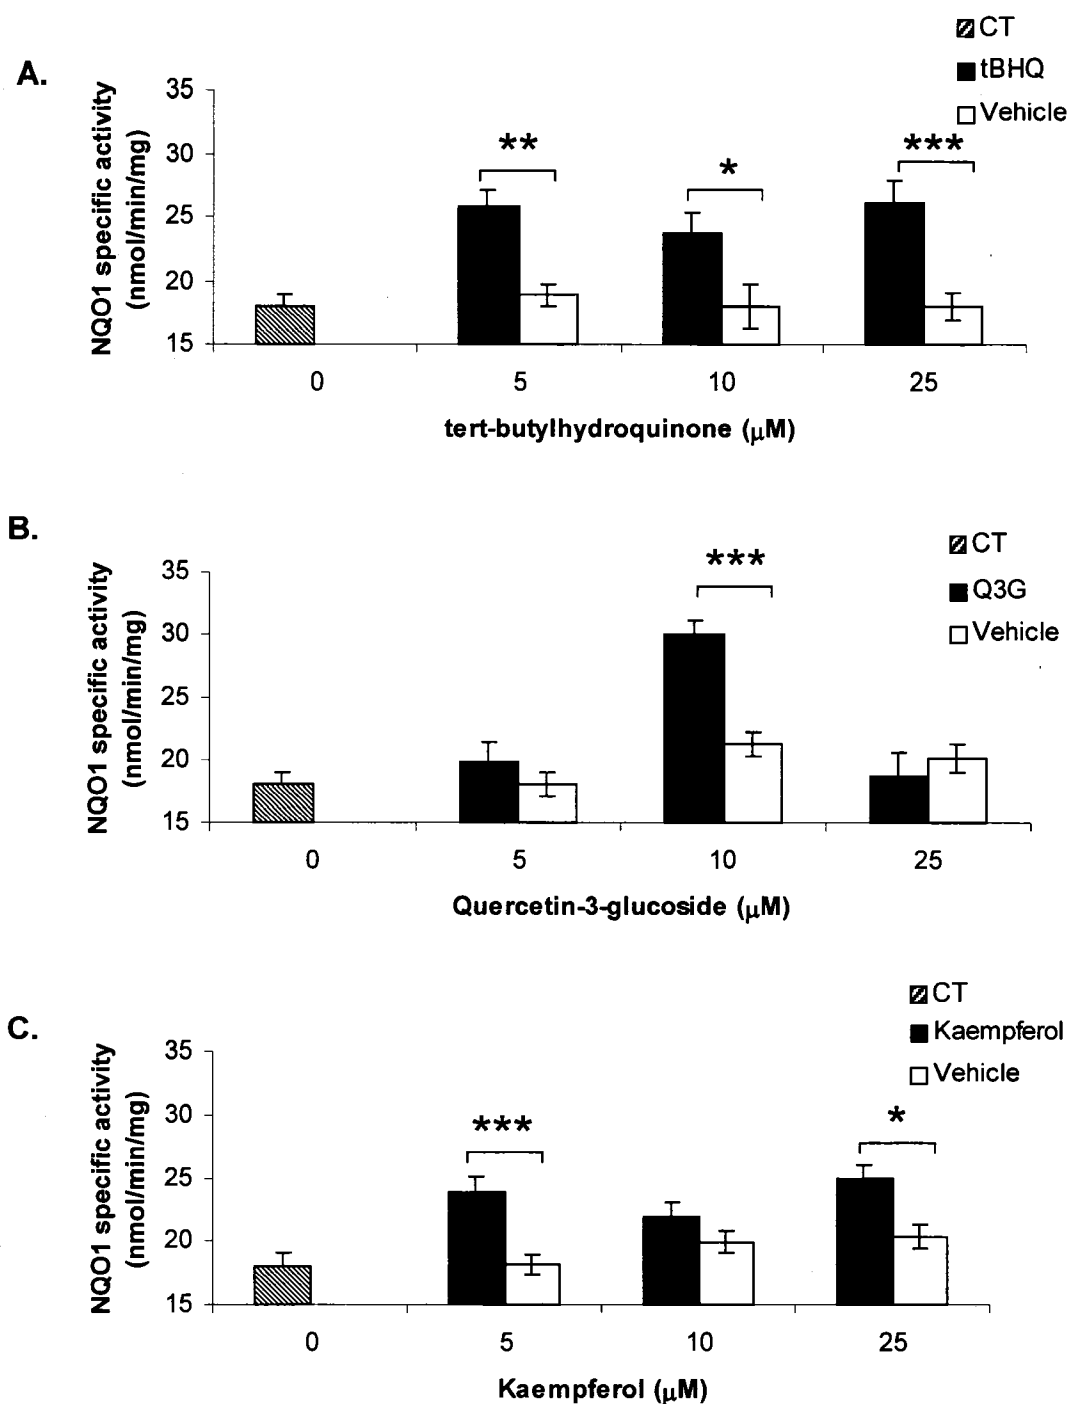 CT
A.
tBHQ
Vehicle
NQO1 specific activity
(nmol/min/mg)
35
30
25
20
15
**
*
***
0 5 10 25
tert-butylhydroquinone (μM)
B.
CT
Q3G
Vehicle
NQO1 specific activity
(nmol/min/mg)
35
30
25
20
15
***
0 5 10 25
Quercetin-3-glucoside (μM)
C.
CT
Kaempferol
Vehicle
NQO1 specific activity
(nmol/min/mg)
35
30
25
20
15
***
*
0 5 10 25
Kaempferol (μM)